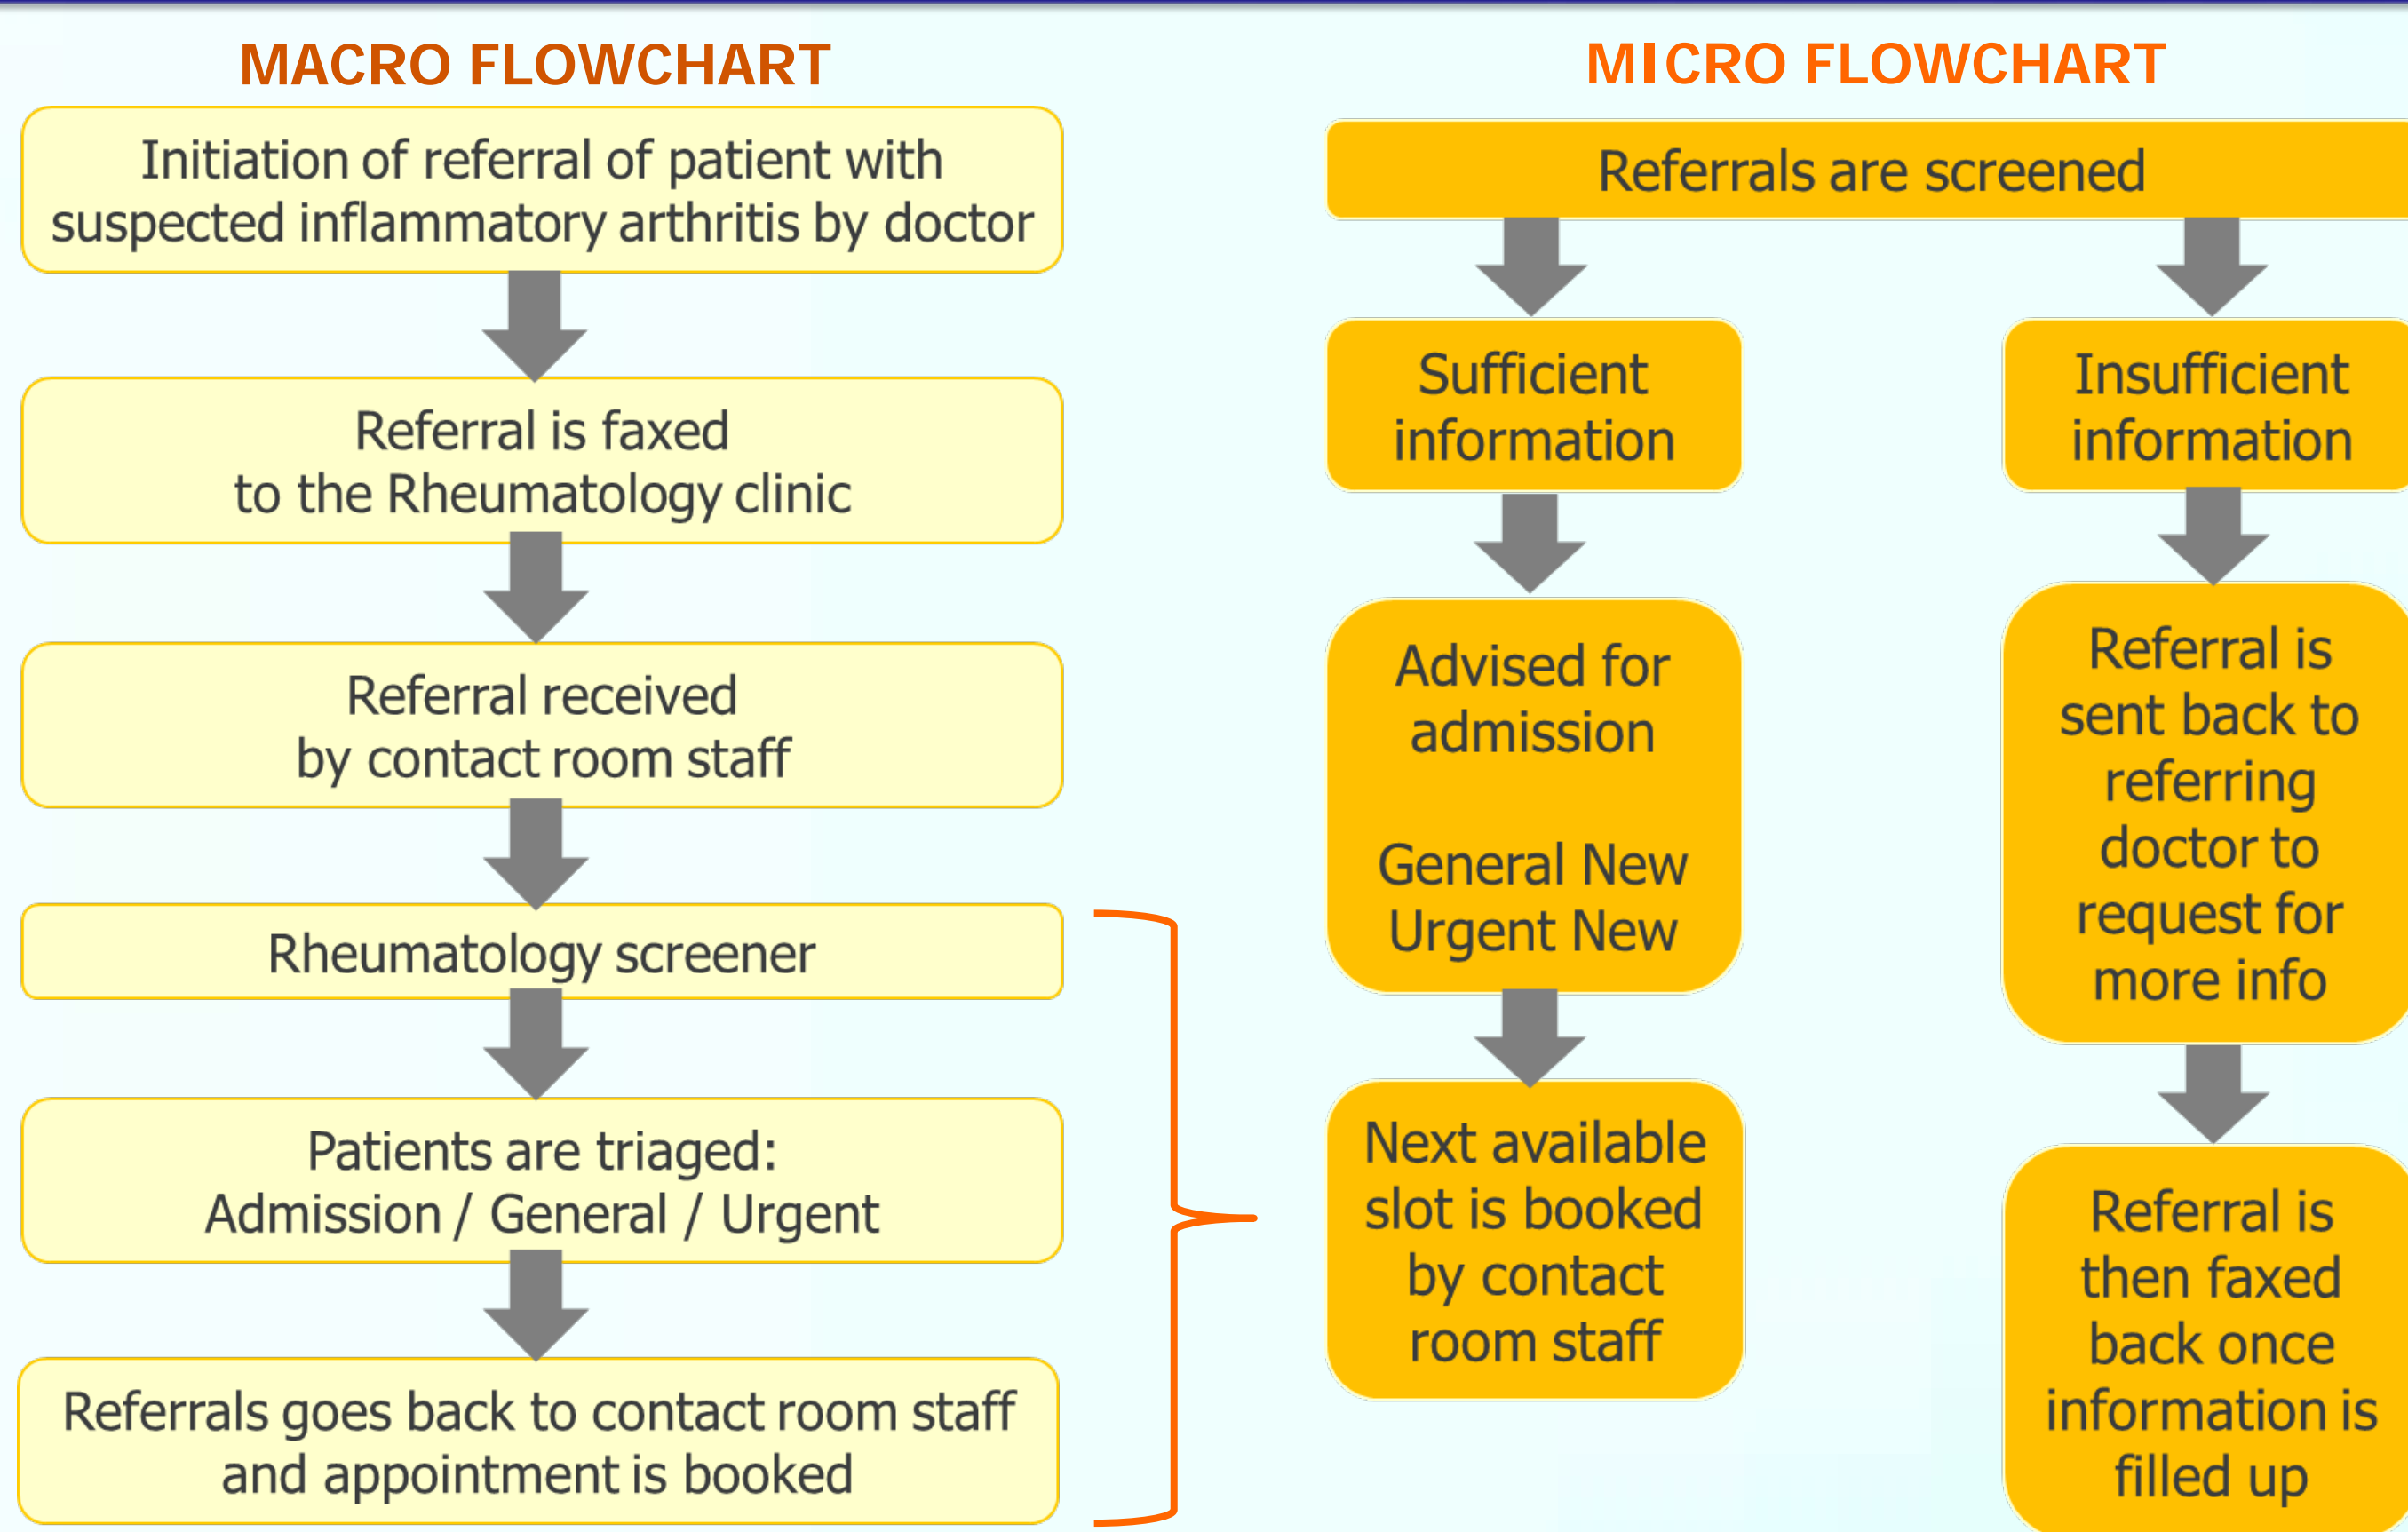 MACRO FLOWCHART
Initiation of referral of patient with
suspected inflammatory arthritis by doctor
Referral is faxed
to the Rheumatology clinic
Referral received
by contact room staff
Rheumatology screener
Patients are triaged:
Admission / General / Urgent
Referrals goes back to contact room staff
and appointment is booked
MICRO FLOWCHART
Referrals are screened
Sufficient
information
Advised for
admission
General New
Urgent New
Next available
slot is booked
by contact
room staff
Insufficient
information
Referral is
sent back to
referring
doctor to
request for
more info
Referral is
then faxed
back once
information is
filled up